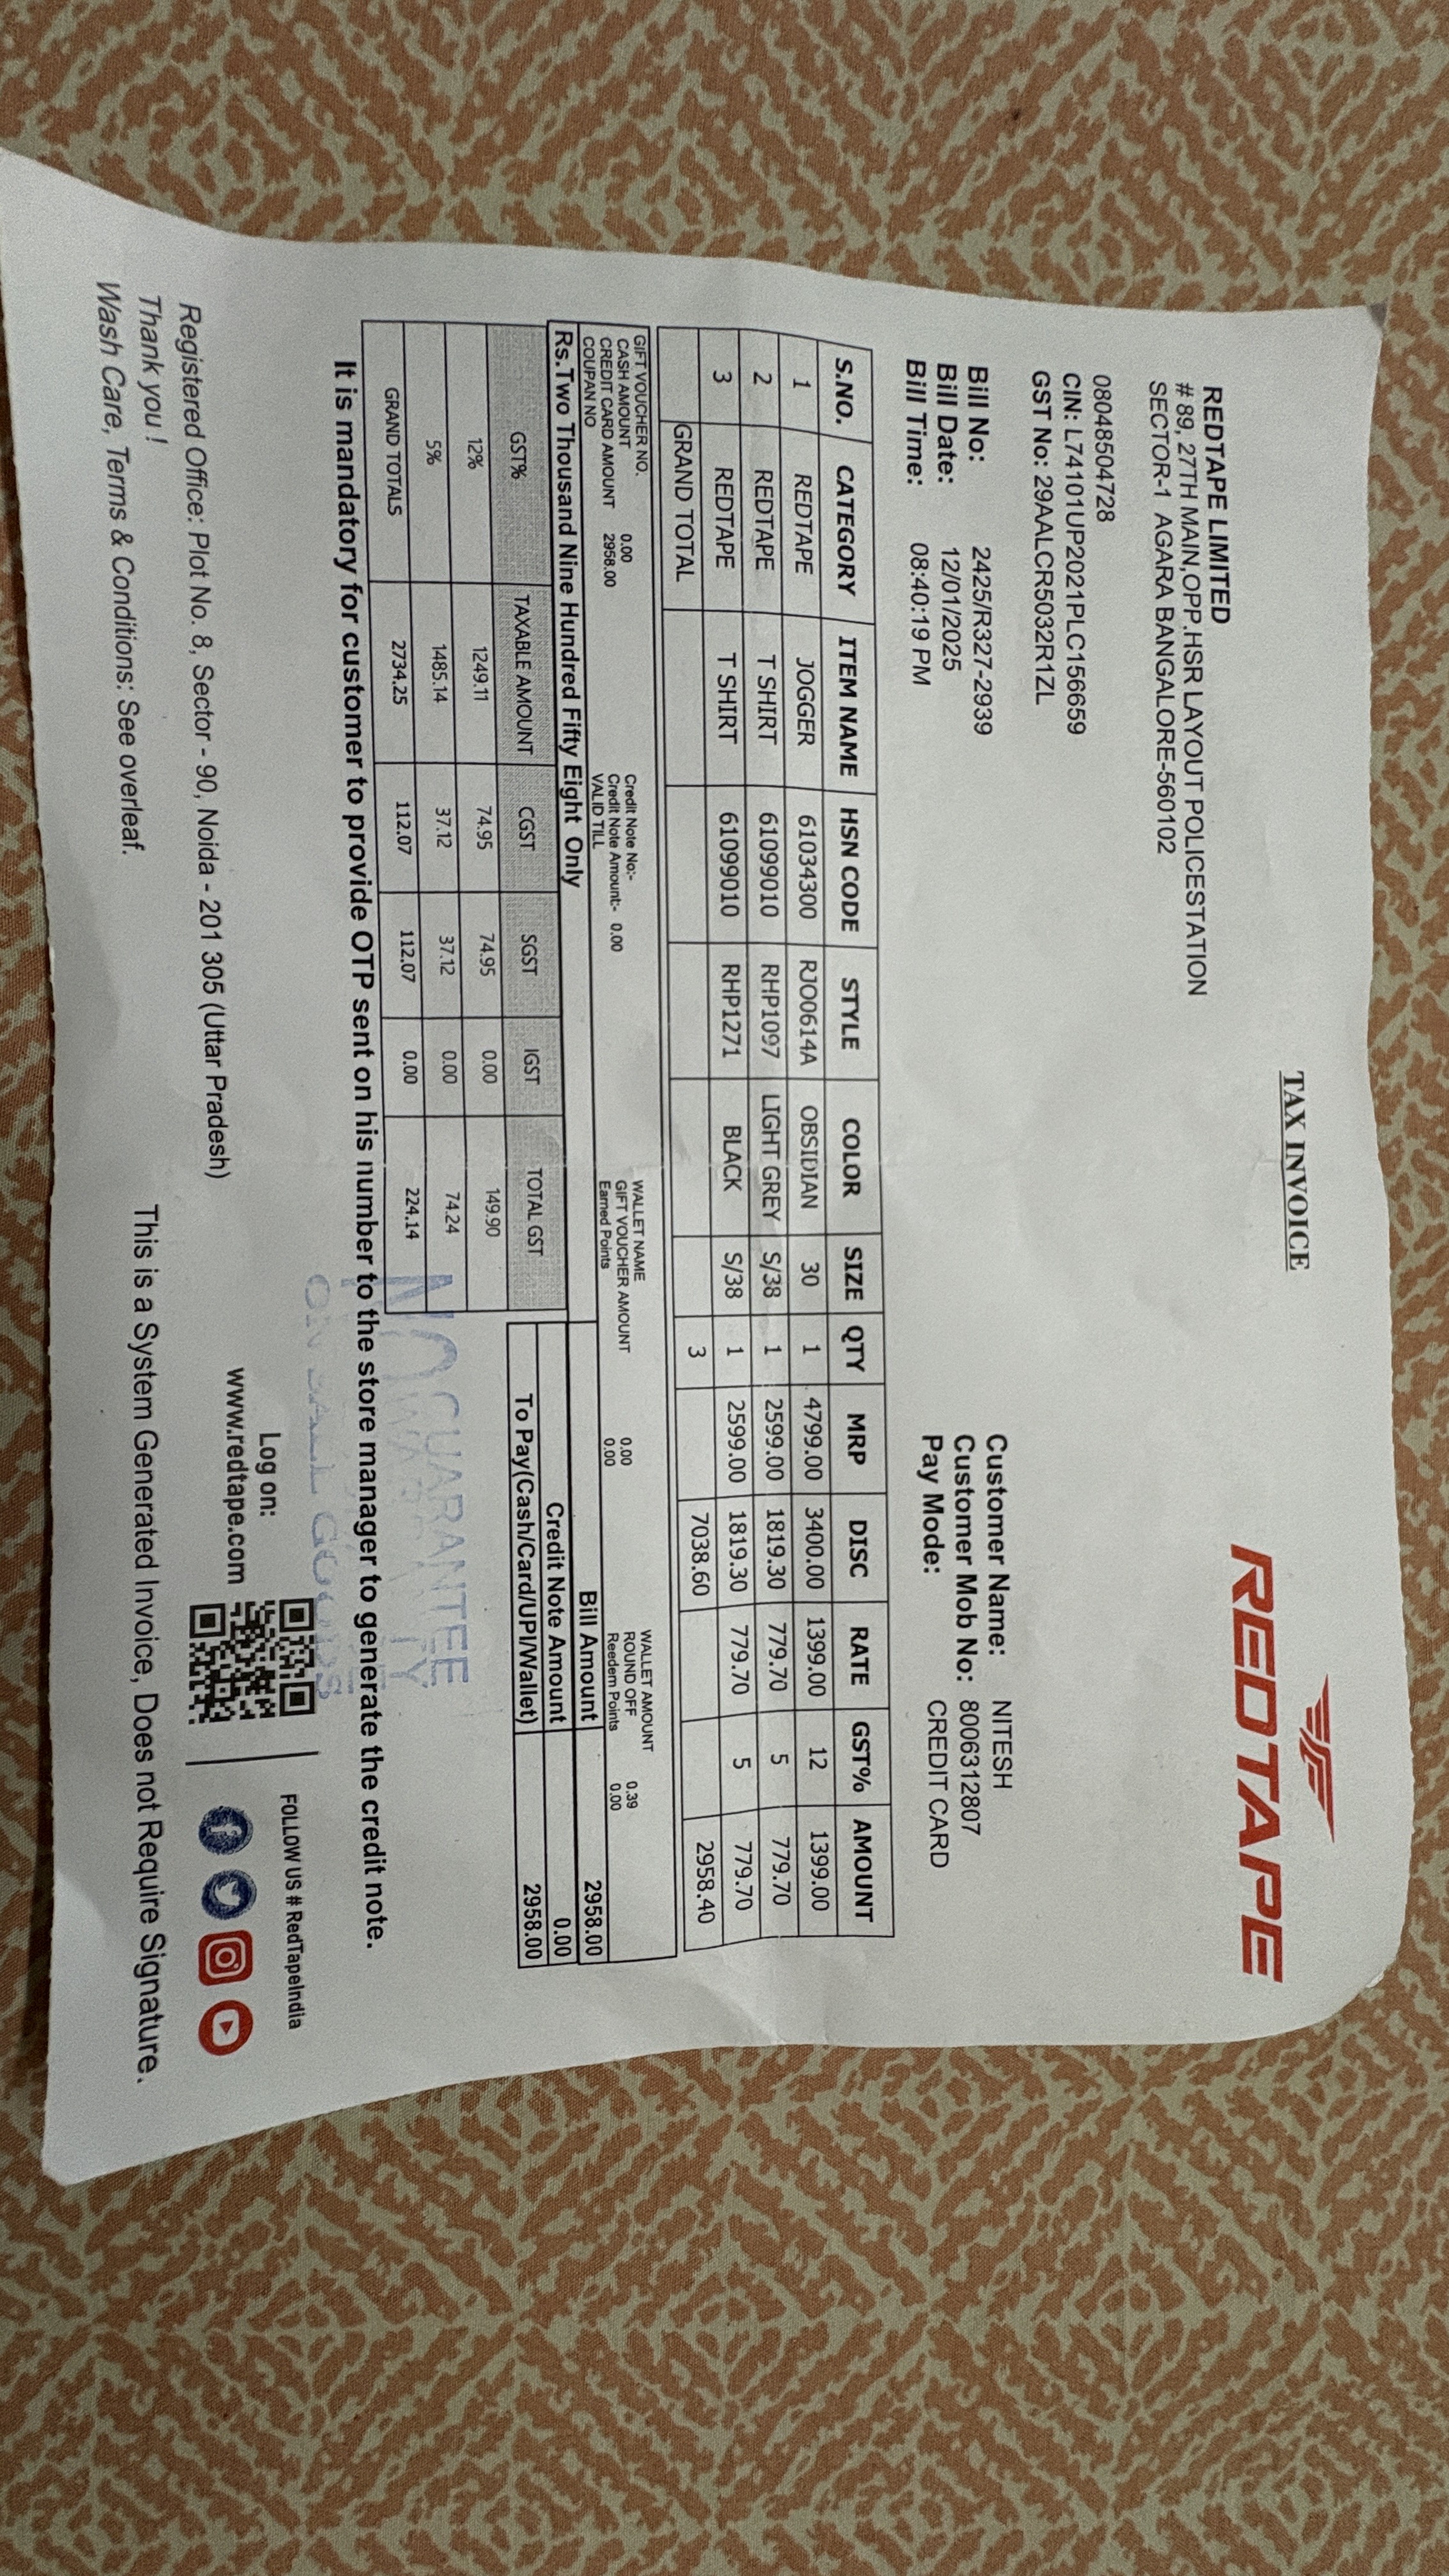 TAX INVOICE
REDTAPE
REDTAPE LIMITED
# 89, 27TH MAIN,OPP.HSR LAYOUT POLICESTATION
SECTOR-1 AGARA BANGALORE-560102
08048504728
CIN: L74101UP2021PLC156659
GST No: 29AALCR5032R1ZL
Bill No: 2425/R327-2939 Customer Name: NITESH
Bill Date: 12/01/2025 Customer Mob No: 8006312807
Bill Time: 08:40:19 PM Pay Mode: CREDIT CARD
S.NO. CATEGORY ITEM NAME HSN CODE STYLE COLOR SIZE QTY MRP DISC RATE GST% AMOUNT
1 REDTAPE JOGGER 61034300 RJO0614A OBSIDIAN 30 1 4799.00 3400.00 1399.00 12 1399.00
2 REDTAPE T SHIRT 61099010 RHP1097 LIGHT GREY S/38 1 2599.00 1819.30 779.70 5 779.70
3 REDTAPE T SHIRT 61099010 RHP1271 BLACK S/38 1 2599.00 1819.30 779.70 5 779.70
GRAND TOTAL 3 7038.60 2958.40
GIFT VOUCHER NO. WALLET NAME WALLET AMOUNT
CASH AMOUNT 0.00 Credit Note No:- GIFT VOUCHER AMOUNT 0.00 ROUND OFF 0.39
CREDIT CARD AMOUNT 2958.00 Credit Note Amount:- 0.00 Earned Points 0.00 Reedem Points 0.00
COUPAN NO VALID TILL
Rs.Two Thousand Nine Hundred Fifty Eight Only Bill Amount 2958.00
Credit Note Amount 0.00
To Pay(Cash/Card/UPI/Wallet) 2958.00
GST% TAXABLE AMOUNT CGST SGST IGST TOTAL GST
12% 1249.11 74.95 74.95 0.00 149.90
5% 1485.14 37.12 37.12 0.00 74.24
GRAND TOTALS 2734.25 112.07 112.07 0.00 224.14
NO GUARANTEE
It is mandatory for customer to provide OTP sent on his number to the store manager to generate the credit note.
Log on:
www.redtape.com
FOLLOW US # RedTapeIndia
Registered Office: Plot No. 8, Sector - 90, Noida - 201 305 (Uttar Pradesh)
Thank you !
Wash Care, Terms & Conditions: See overleaf.
This is a System Generated Invoice, Does not Require Signature.